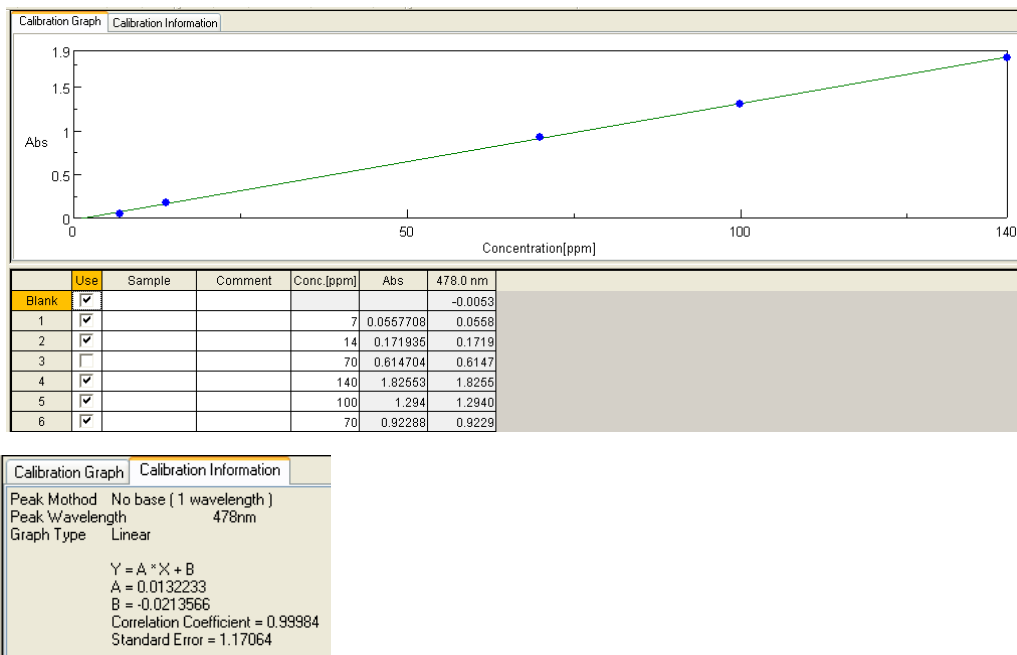 Calibration Graph Calibration Information
1.9
1.5
1
Abs
0.5
0
0 50 100 140
Concentration[ppm]
Use Sample Comment Conc.[ppm] Abs 478.0 nm
Blank -0.0053
1 7 0.0557708 0.0558
2 14 0.171935 0.1719
3 70 0.614704 0.6147
4 140 1.82553 1.8255
5 100 1.294 1.2940
6 70 0.92288 0.9229
Calibration Graph Calibration Information
Peak Mothod No base ( 1 wavelength )
Peak Wavelength 478nm
Graph Type Linear
Y = A * X + B
A = 0.0132233
B = -0.0213566
Correlation Coefficient = 0.99984
Standard Error = 1.17064